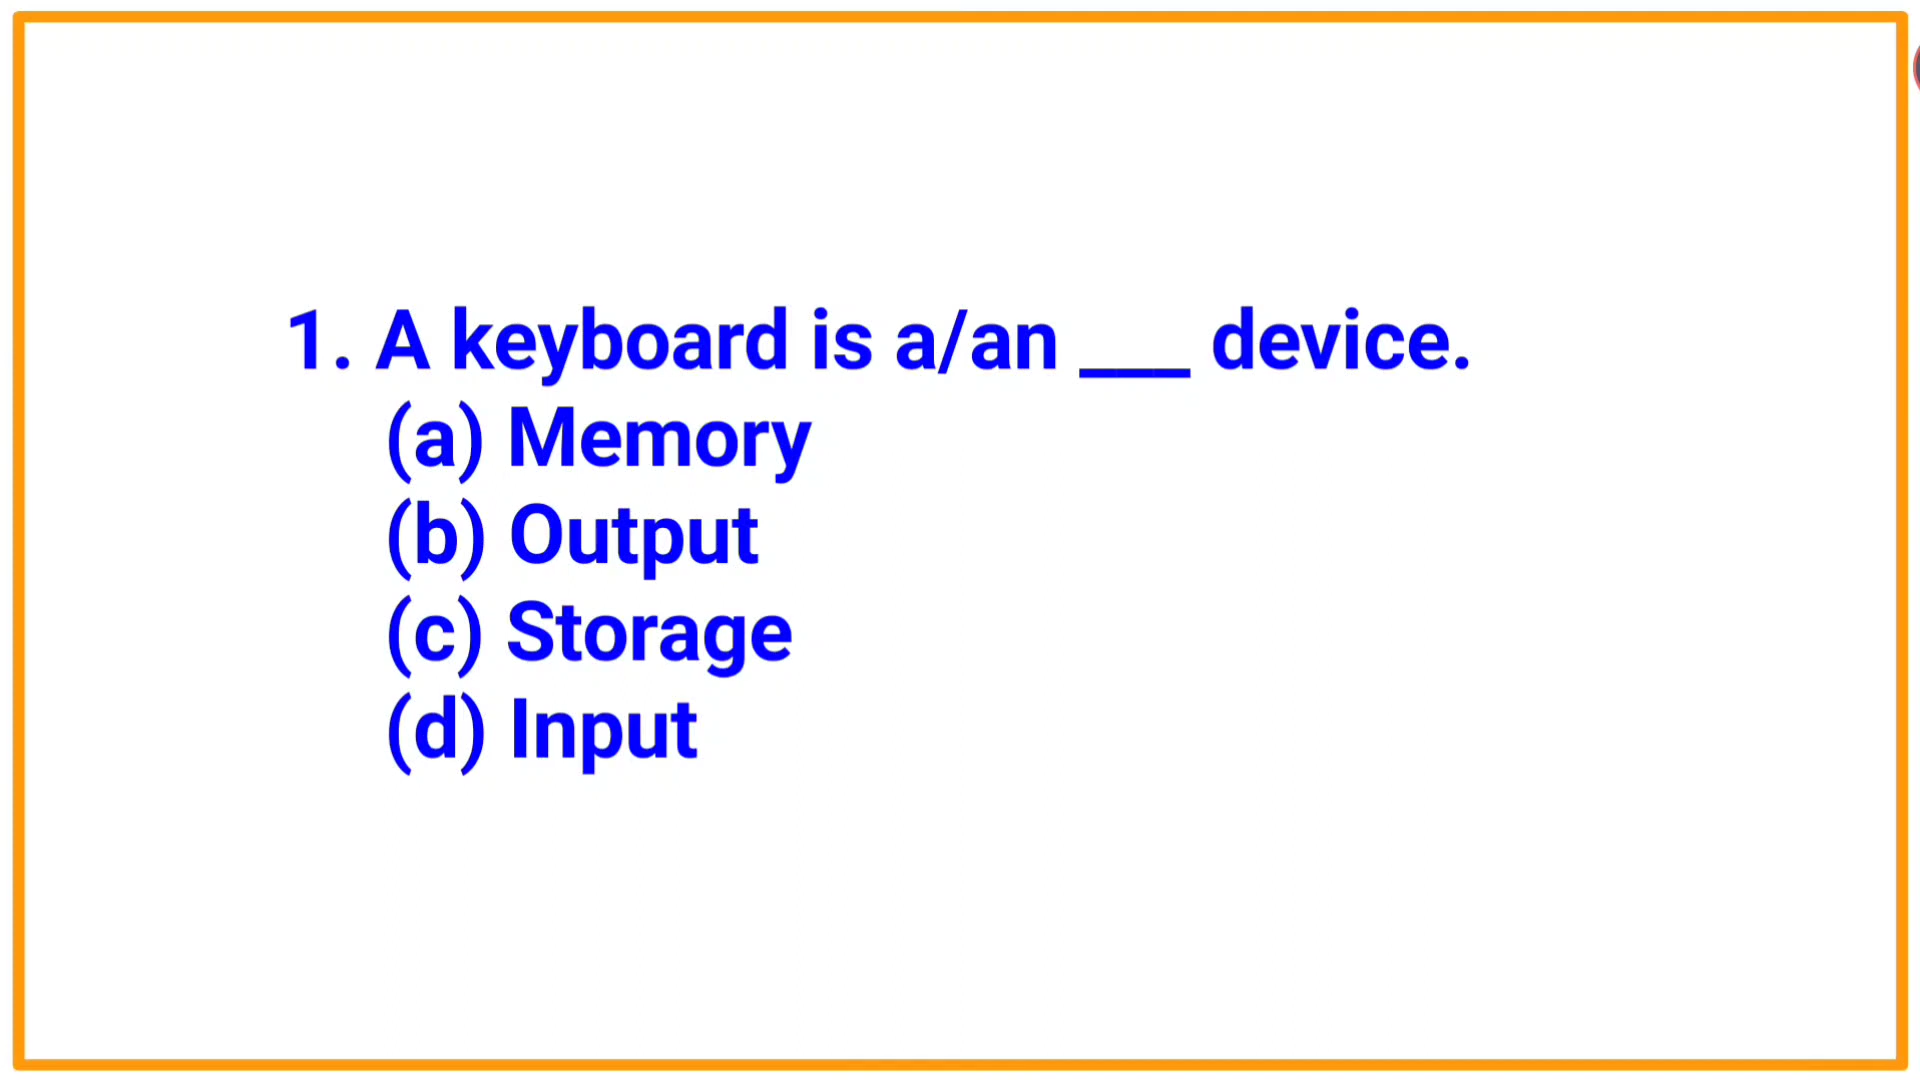 1. A keyboard is a/an ___ device.
(a) Memory
(b) Output
(c) Storage
(d) Input